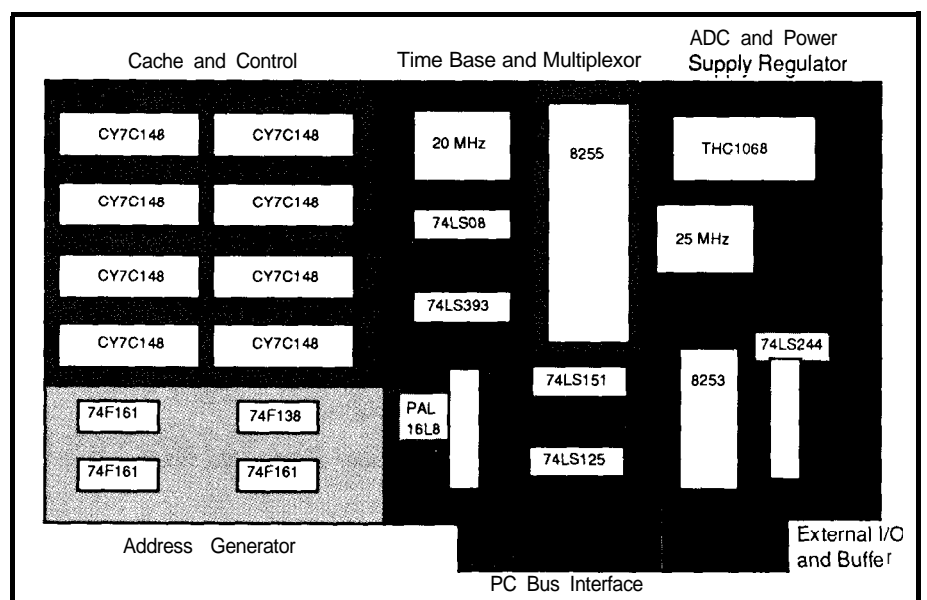 Cache and Control
Time Base and Multiplexor
ADC and Power
Supply Regulator
CY7C148
CY7C148
20 MHz
8255
THC1068
CY7C148
CY7C148
74LS08
25 MHz
CY7C148
CY7C148
74LS393
CY7C148
CY7C148
74LS244
74LS151
8253
74F161
74F138
PAL
16L8
74F161
74F161
74LS125
Address Generator
External I/O
and Buffer
PC Bus Interface